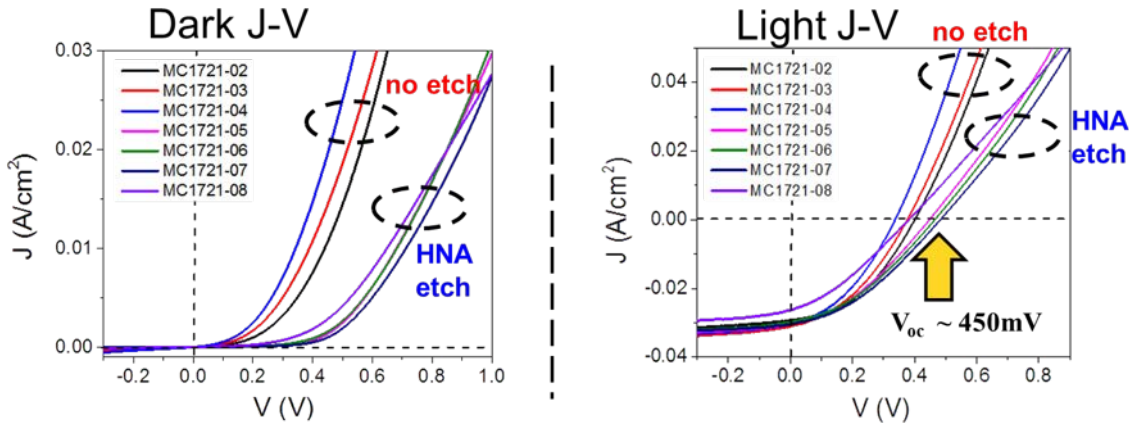 Dark J-V
0.03
0.02
0.01
0.00
J (A/cm²)
MC1721-02
MC1721-03
MC1721-04
MC1721-05
MC1721-06
MC1721-07
MC1721-08
no etch
HNA
etch
-0.2
0.0
0.2
0.4
0.6
0.8
1.0
V (V)
Light J-V
no etch
0.04
0.02
0.00
-0.02
-0.04
J (A/cm²)
MC1721-02
MC1721-03
MC1721-04
MC1721-05
MC1721-06
MC1721-07
MC1721-08
HNA
etch
Voc ~ 450mV
-0.2
0.0
0.2
0.4
0.6
0.8
V (V)